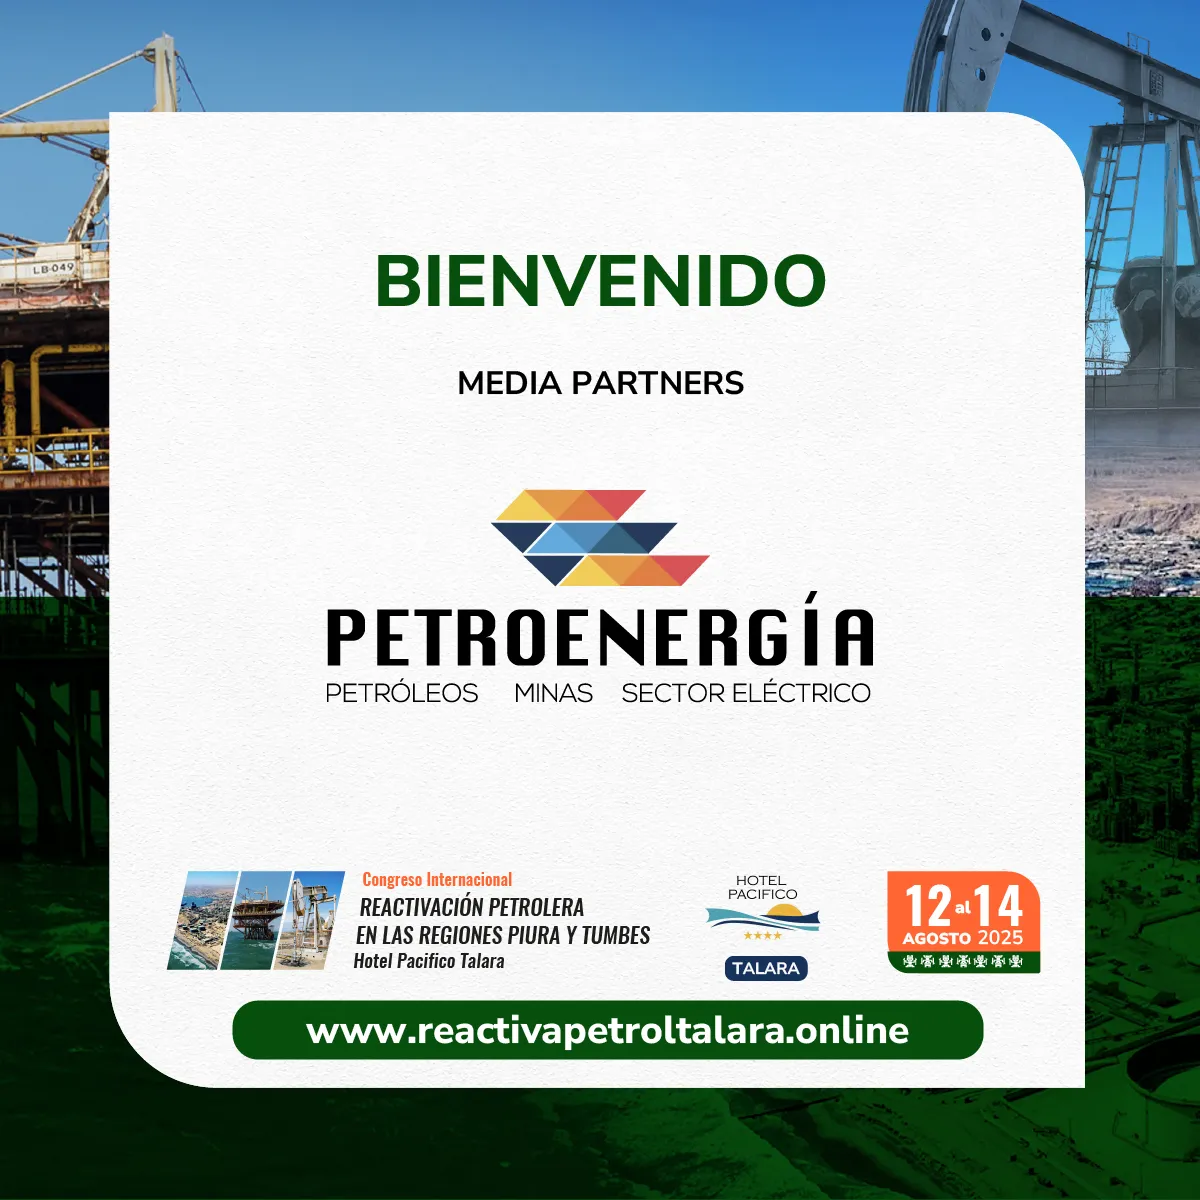 LB-049
BIENVENIDO
MEDIA PARTNERS
PETROENERGÍA
PETRÓLEOS MINAS SECTOR ELÉCTRICO
Congreso Internacional
REACTIVACIÓN PETROLERA
EN LAS REGIONES PIURA Y TUMBES
Hotel Pacifico Talara
HOTEL
PACIFICO
TALARA
12 al 14
AGOSTO 2025
www.reactivapetroltalara.online